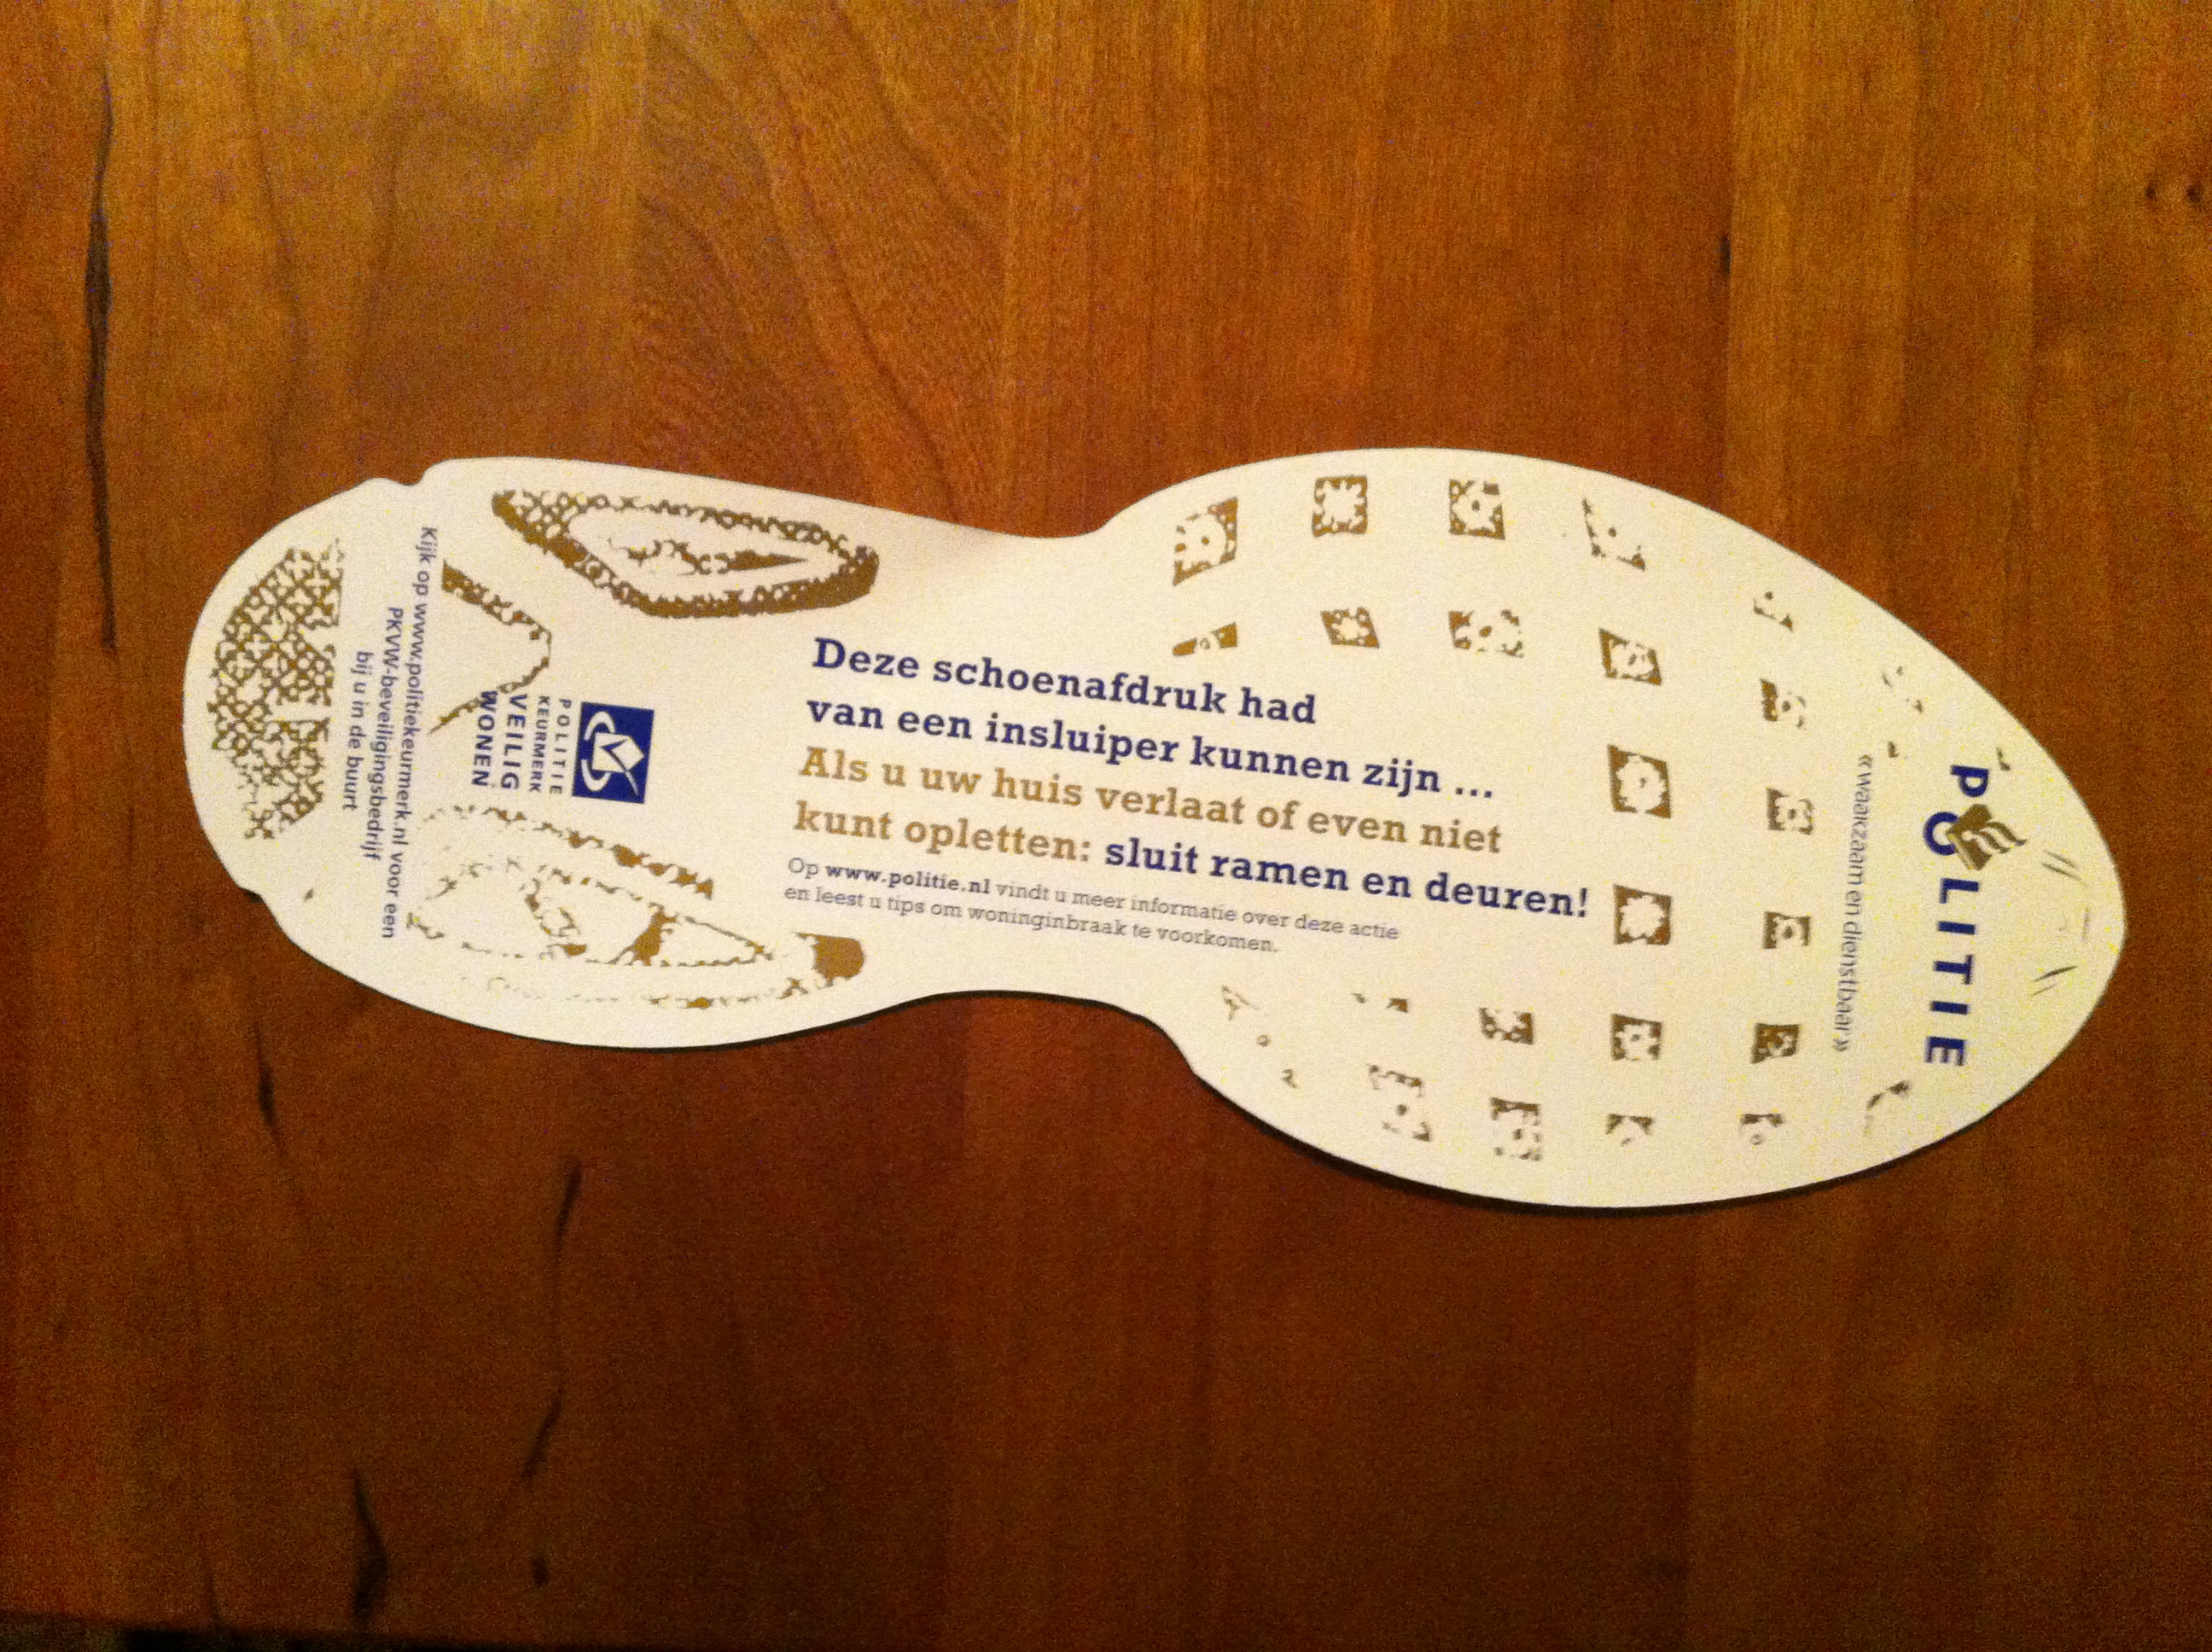 POLITIE
«waakzaam en dienstbaar»
Deze schoenafdruk had
van een insluiper kunnen zijn ...
Als u uw huis verlaat of even niet
kunt opletten: sluit ramen en deuren!
Op www.politie.nl vindt u meer informatie over deze actie
en leest u tips om woninginbraak te voorkomen.
POLITIE
KEURMERK
VEILIG
WONEN
Kijk op www.politiekeurmerk.nl voor een
PKVW-beveiligingsbedrijf
bij u in de buurt